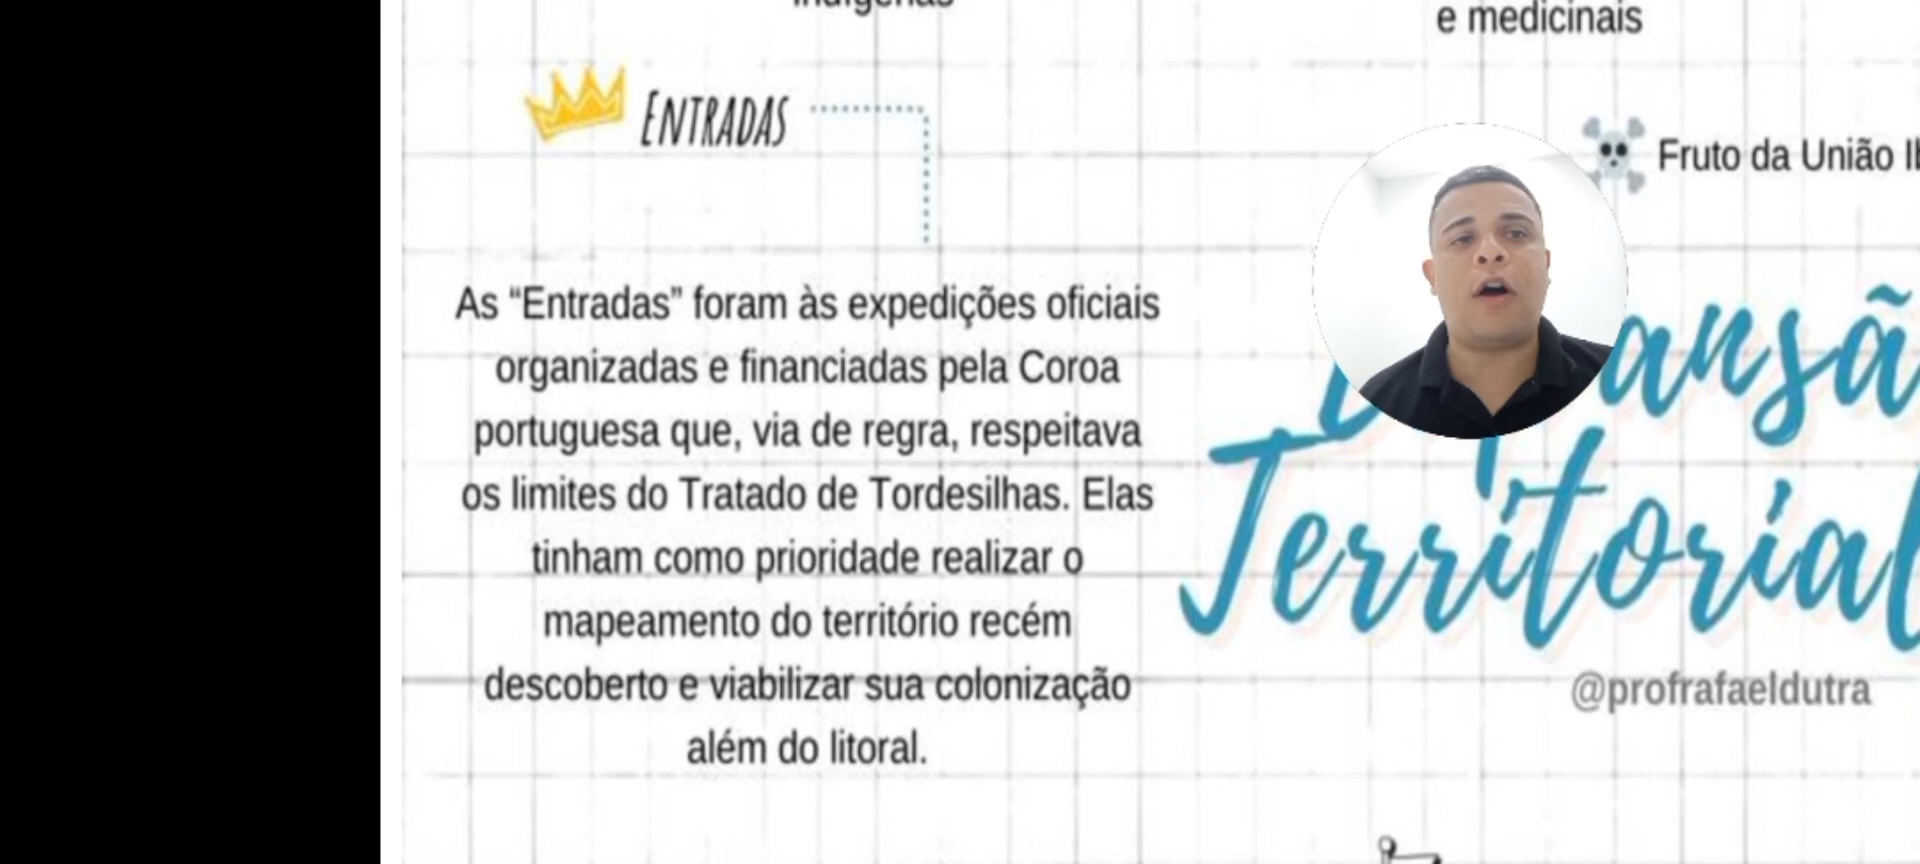 e medicinais
ENTRADAS
Fruto da União
As “Entradas” foram às expedições oficiais
organizadas e financiadas pela Coroa
portuguesa que, via de regra, respeitava
os limites do Tratado de Tordesilhas. Elas
tinham como prioridade realizar o
mapeamento do território recém
descoberto e viabilizar sua colonização
além do litoral.
Territorial
@profrafaeldutra